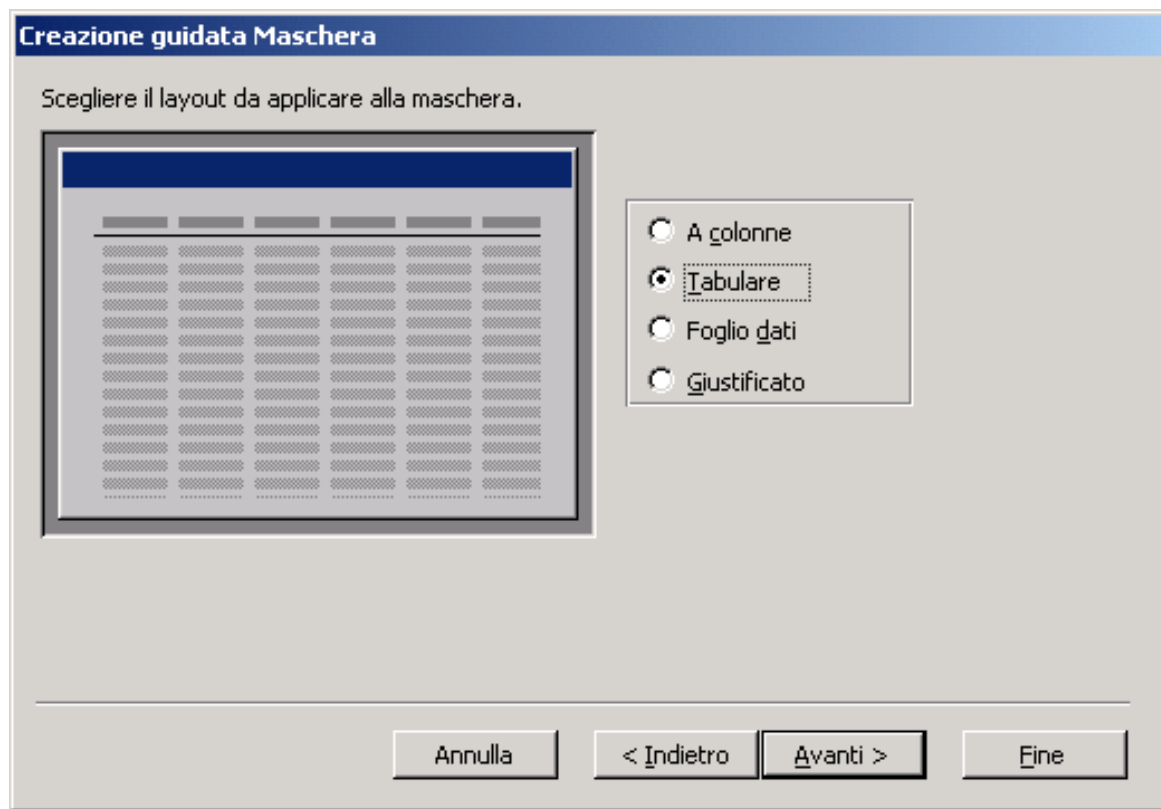 Creazione guidata Maschera
Scegliere il layout da applicare alla maschera.
A colonne
Tabulare
Foglio dati
Giustificato
Annulla
< Indietro
Avanti >
Fine